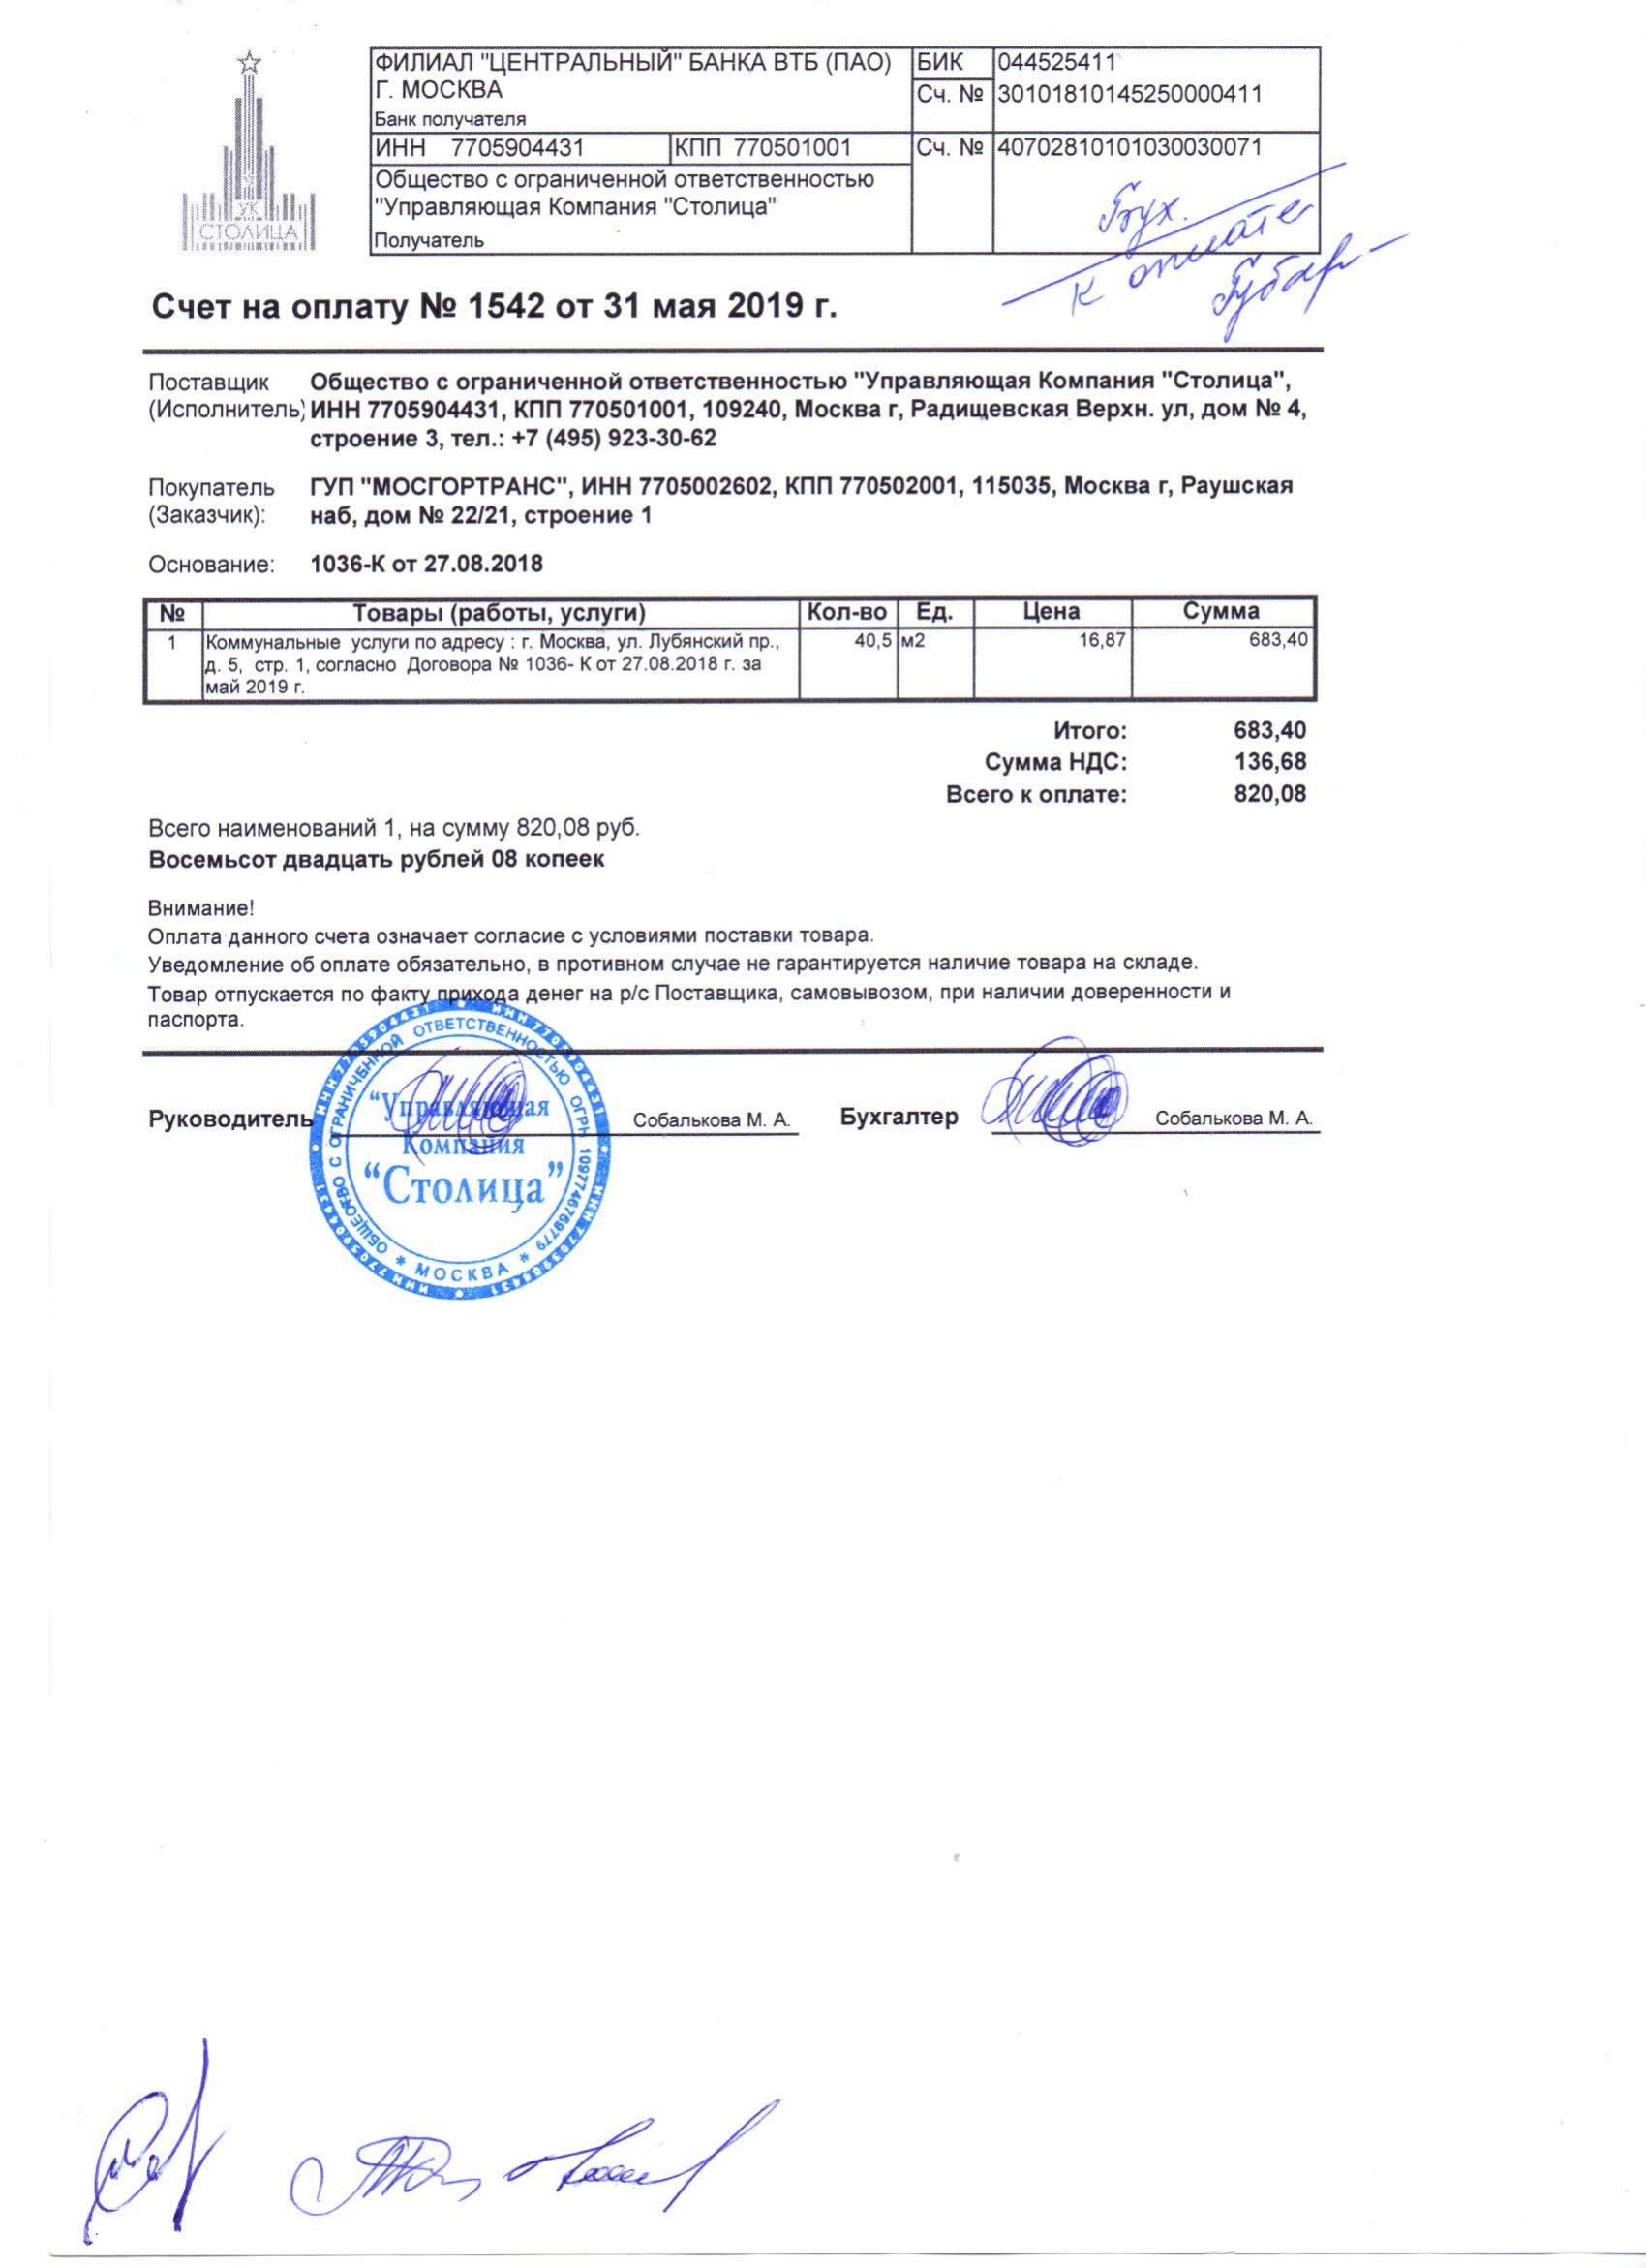 УК
СТОЛИЦА
ФИЛИАЛ "ЦЕНТРАЛЬНЫЙ" БАНКА ВТБ (ПАО)
Г. МОСКВА
Банк получателя
БИК 044525411
Сч. № 30101810145250000411
ИНН 7705904431 КПП 770501001
Сч. № 40702810101030030071
Общество с ограниченной ответственностью
"Управляющая Компания "Столица"
Получатель
Бух.
к оплате
Счет на оплату № 1542 от 31 мая 2019 г.
Поставщик Общество с ограниченной ответственностью "Управляющая Компания "Столица",
(Исполнитель) ИНН 7705904431, КПП 770501001, 109240, Москва г, Радищевская Верхн. ул, дом № 4,
строение 3, тел.: +7 (495) 923-30-62
Покупатель ГУП "МОСГОРТРАНС", ИНН 7705002602, КПП 770502001, 115035, Москва г, Раушская
(Заказчик): наб, дом № 22/21, строение 1
Основание: 1036-К от 27.08.2018
№ Товары (работы, услуги) Кол-во Ед. Цена Сумма
1 Коммунальные услуги по адресу : г. Москва, ул. Лубянский пр., 40,5 м2 16,87 683,40
д. 5, стр. 1, согласно Договора № 1036- К от 27.08.2018 г. за
май 2019 г.
Итого: 683,40
Сумма НДС: 136,68
Всего к оплате: 820,08
Всего наименований 1, на сумму 820,08 руб.
Восемьсот двадцать рублей 08 копеек
Внимание!
Оплата данного счета означает согласие с условиями поставки товара.
Уведомление об оплате обязательно, в противном случае не гарантируется наличие товара на складе.
Товар отпускается по факту прихода денег на р/с Поставщика, самовывозом, при наличии доверенности и
паспорта.
Руководитель Собалькова М. А. Бухгалтер Собалькова М. А.
ОБЩЕСТВО С ОГРАНИЧЕННОЙ ОТВЕТСТВЕННОСТЬЮ ОГРН 1097746769779
ИНН 7705904431
"Управляющая
Компания
"Столица"
* МОСКВА *